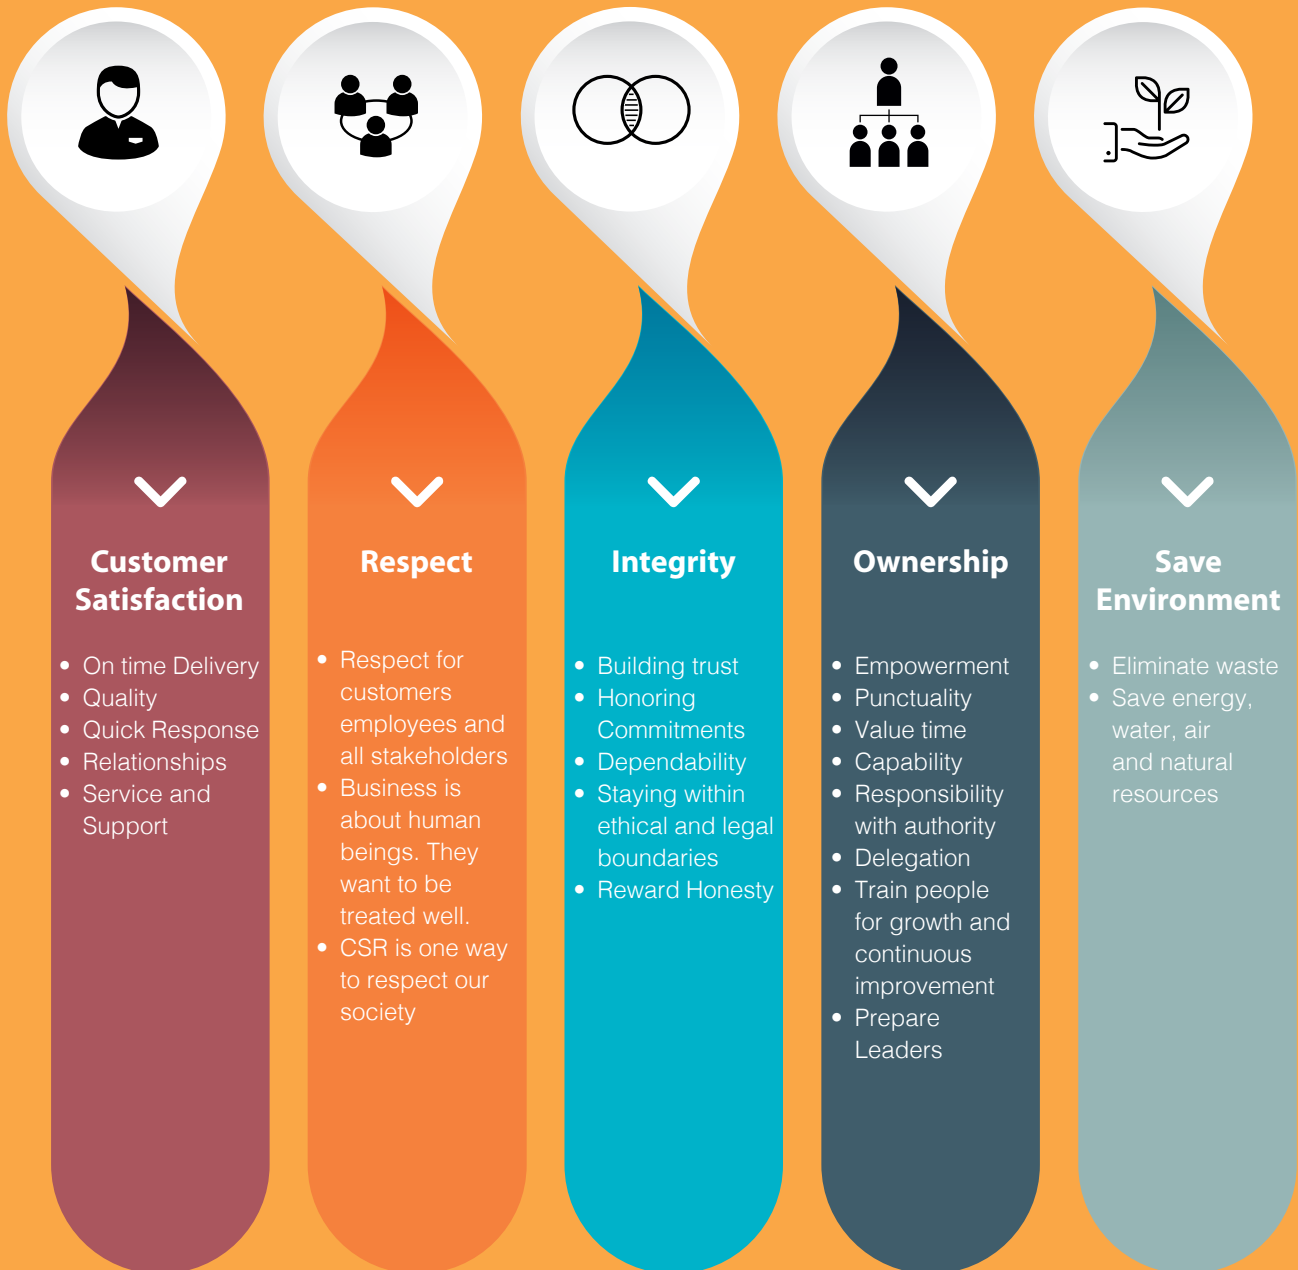 Customer
Satisfaction
• On time Delivery
• Quality
• Quick Response
• Relationships
• Service and
Support
Respect
• Respect for
customers
employees and
all stakeholders
• Business is
about human
beings. They
want to be
treated well.
• CSR is one way
to respect our
society
Integrity
• Building trust
• Honoring
Commitments
• Dependability
• Staying within
ethical and legal
boundaries
• Reward Honesty
Ownership
• Empowerment
• Punctuality
• Value time
• Capability
• Responsibility
with authority
• Delegation
• Train people
for growth and
continuous
improvement
• Prepare
Leaders
Save
Environment
• Eliminate waste
• Save energy,
water, air
and natural
resources